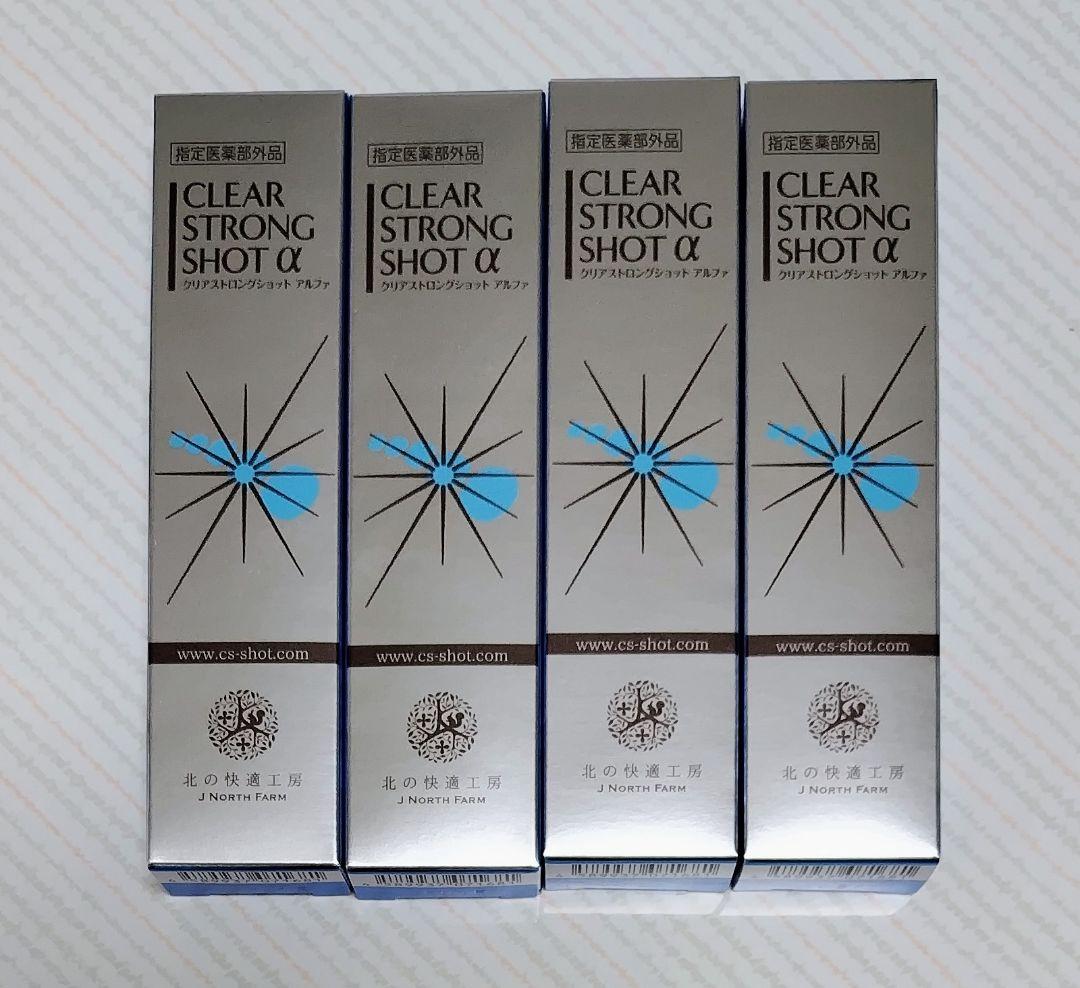 指定医薬部外品
CLEAR
STRONG
SHOT α
クリアストロングショット アルファ
www.cs-shot.com
北の快適工房
J NORTH FARM
指定医薬部外品
CLEAR
STRONG
SHOT α
クリアストロングショット アルファ
www.cs-shot.com
北の快適工房
J NORTH FARM
指定医薬部外品
CLEAR
STRONG
SHOT α
クリアストロングショット アルファ
www.cs-shot.com
北の快適工房
J NORTH FARM
指定医薬部外品
CLEAR
STRONG
SHOT α
クリアストロングショット アルファ
www.cs-shot.com
北の快適工房
J NORTH FARM